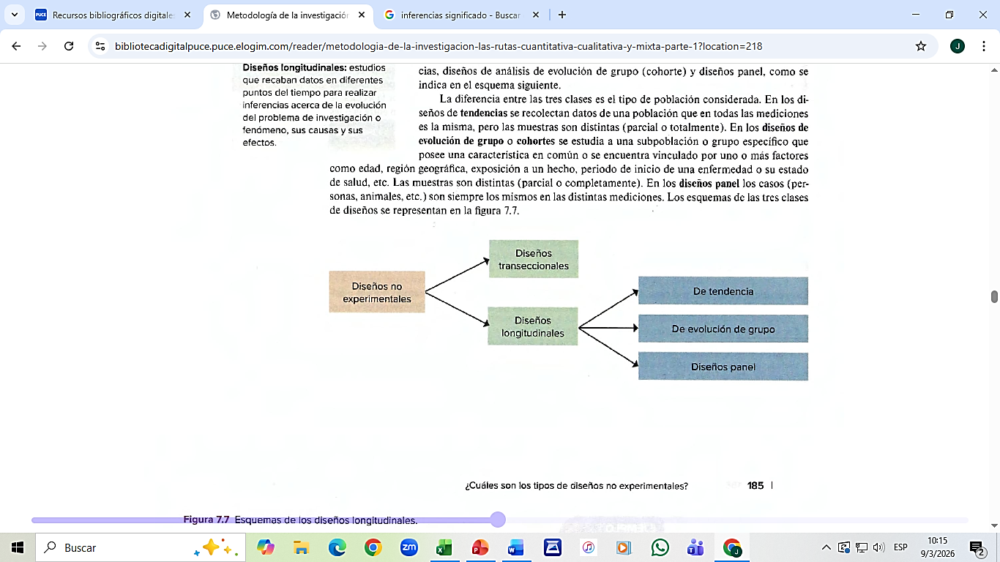 Recursos bibliográficos digitale
Metodología de la investigación
inferencias significado - Buscar
bibliotecadigitalpuce.puce.elogim.com/reader/metodologia-de-la-investigacion-las-rutas-cuantitativa-cualitativa-y-mixta-parte-1?location=218
J
Diseños longitudinales: estudios
que recaban datos en diferentes
puntos del tiempo para realizar
inferencias acerca de la evolución
del problema de investigación o
fenómeno, sus causas y sus
efectos.
cias, diseños de análisis de evolución de grupo (cohorte) y diseños panel, como se
indica en el esquema siguiente.
La diferencia entre las tres clases es el tipo de población considerada. En los di-
seños de tendencias se recolectan datos de una población que en todas las mediciones
es la misma, pero las muestras son distintas (parcial o totalmente). En los diseños de
evolución de grupo o cohortes se estudia a una subpoblación o grupo específico que
posee una característica en común o se encuentra vinculado por uno o más factores
como edad, región geográfica, exposición a un hecho, periodo de inicio de una enfermedad o su estado
de salud, etc. Las muestras son distintas (parcial o completamente). En los diseños panel los casos (per-
sonas, animales, etc.) son siempre los mismos en las distintas mediciones. Los esquemas de las tres clases
de diseños se representan en la figura 7.7.
Diseños no
experimentales
Diseños
transeccionales
Diseños
longitudinales
De tendencia
De evolución de grupo
Diseños panel
¿Cuáles son los tipos de diseños no experimentales? 185
Figura 7.7 Esquemas de los diseños longitudinales.
Buscar
zm
ESP
10:15
9/3/2026
2